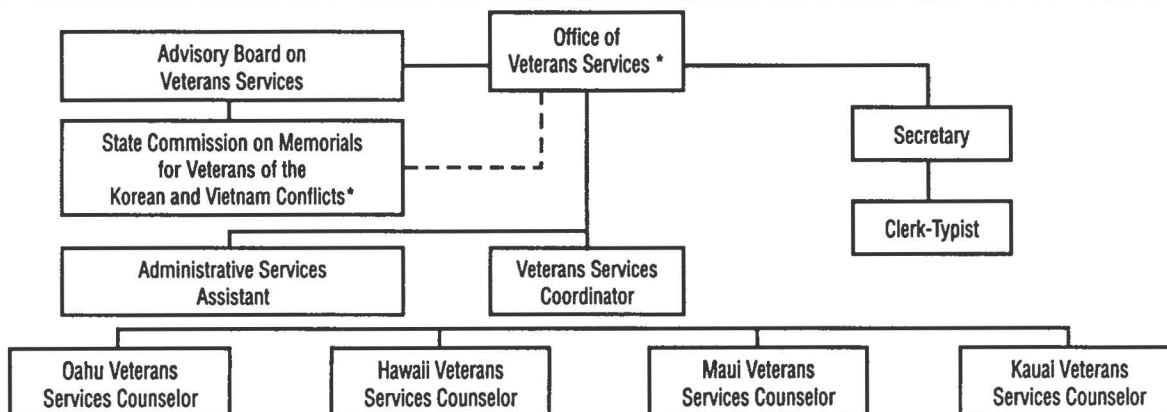 Office of
Veterans Services *
Advisory Board on
Veterans Services
State Commission on Memorials
for Veterans of the
Korean and Vietnam Conflicts*
Secretary
Clerk-Typist
Administrative Services
Assistant
Veterans Services
Coordinator
Oahu Veterans
Services Counselor
Hawaii Veterans
Services Counselor
Maui Veterans
Services Counselor
Kauai Veterans
Services Counselor